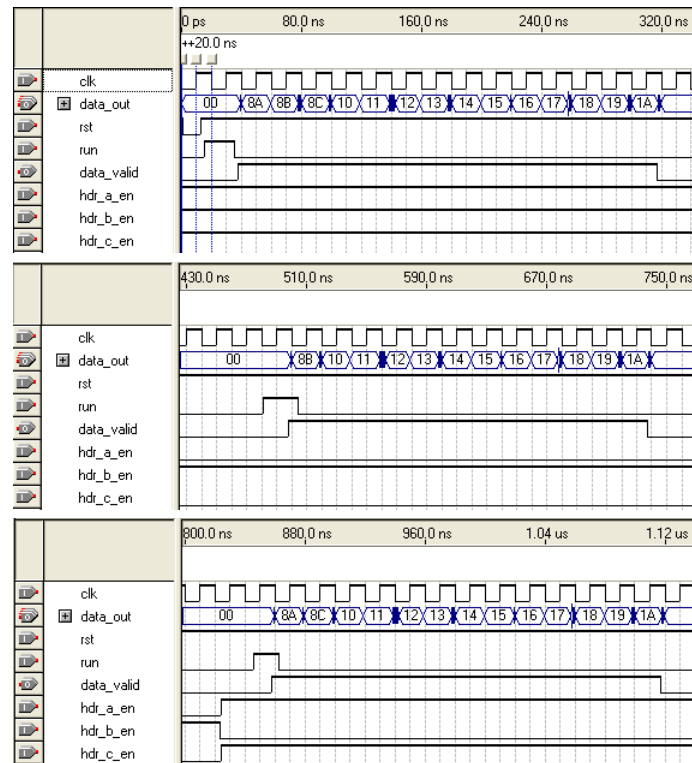 0 ps 80.0 ns 160.0 ns 240.0 ns 320.0 ns
++20.0 ns
clk
data_out 00 8A 8B 8C 10 11 12 13 14 15 16 17 18 19 1A
rst
run
data_valid
hdr_a_en
hdr_b_en
hdr_c_en
430.0 ns 510.0 ns 590.0 ns 670.0 ns 750.0 ns
clk
data_out 00 8B 10 11 12 13 14 15 16 17 18 19 1A
rst
run
data_valid
hdr_a_en
hdr_b_en
hdr_c_en
800.0 ns 880.0 ns 960.0 ns 1.04 us 1.12 us
clk
data_out 00 8A 8C 10 11 12 13 14 15 16 17 18 19 1A
rst
run
data_valid
hdr_a_en
hdr_b_en
hdr_c_en